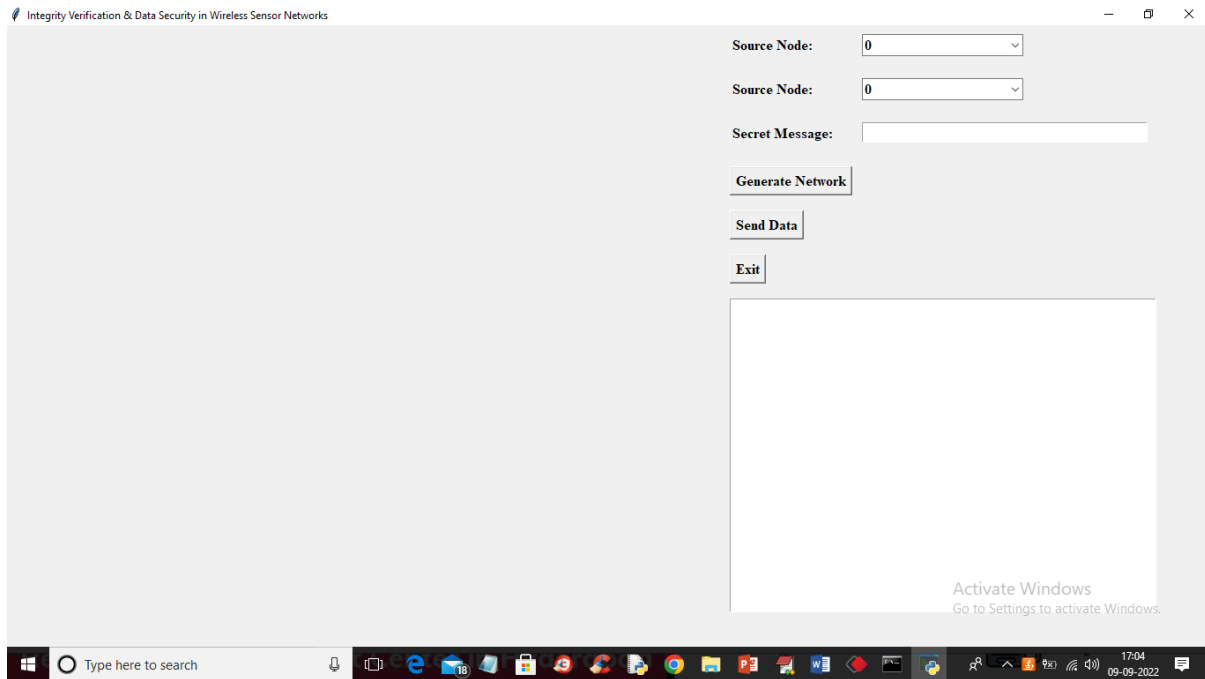 Integrity Verification & Data Security in Wireless Sensor Networks
Source Node: 0
Source Node: 0
Secret Message:
Generate Network
Send Data
Exit
Activate Windows
Go to Settings to activate Windows.
Type here to search
18
17:04
09-09-2022